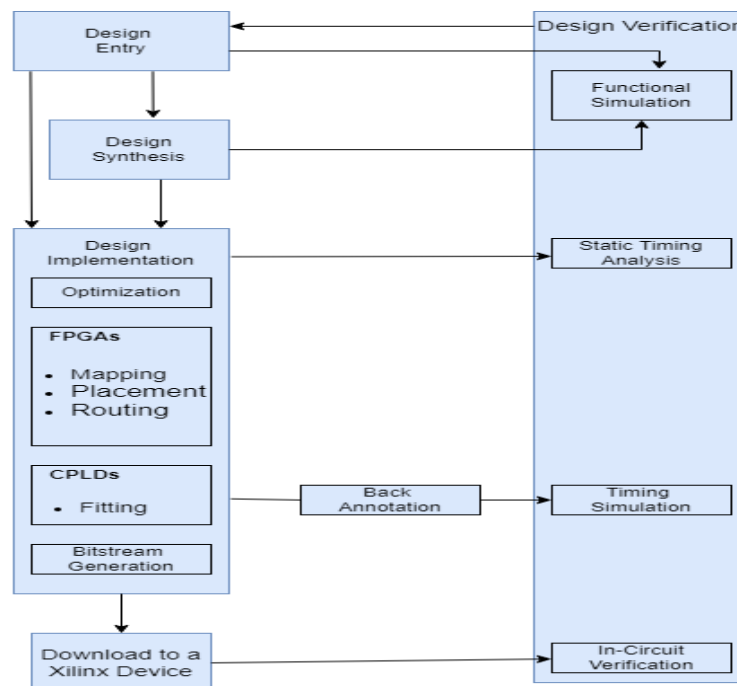 Design
Entry
Design Verification
Functional
Simulation
Design
Synthesis
Design
Implementation
Static Timing
Analysis
Optimization
FPGAs
• Mapping
• Placement
• Routing
CPLDs
• Fitting
Back
Annotation
Timing
Simulation
Bitstream
Generation
Download to a
Xilinx Device
In-Circuit
Verification